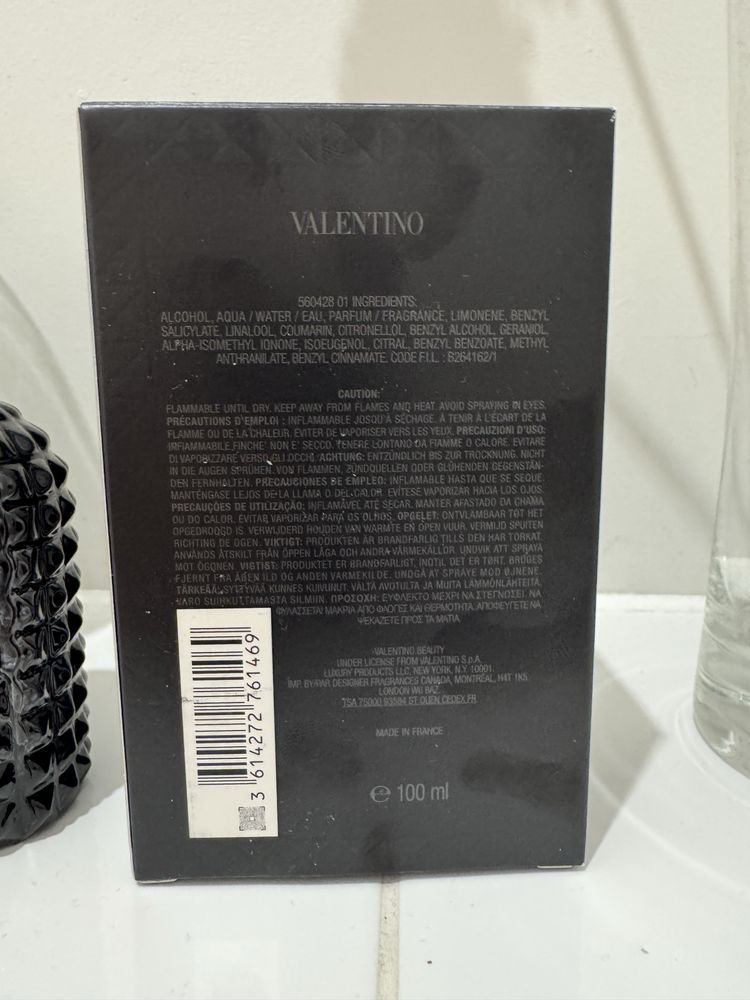 VALENTINO
560428 01 INGREDIENTS:
ALCOHOL, AQUA / WATER / EAU, PARFUM / FRAGRANCE, LIMONENE, BENZYL
SALICYLATE, LINALOOL, COUMARIN, CITRONELLOL, BENZYL ALCOHOL, GERANIOL,
ALPHA-ISOMETHYL IONONE, ISOEUGENOL, CITRAL, BENZYL BENZOATE, METHYL
ANTHRANILATE, BENZYL CINNAMATE. CODE F.I.L. : B264162/1
CAUTION:
FLAMMABLE UNTIL DRY. KEEP AWAY FROM FLAMES AND HEAT. AVOID SPRAYING IN EYES.
PRÉCAUTIONS D'EMPLOI : INFLAMMABLE JUSQU'À SÉCHAGE. À TENIR À L'ÉCART DE LA
FLAMME OU DE LA CHALEUR. ÉVITER DE VAPORISER VERS LES YEUX. PRECAUZIONI D'USO:
INFIAMMABILE FINCHE' NON E' SECCO. TENERE LONTANO DA FIAMME O CALORE. EVITARE
DI VAPORIZZARE VERSO GLI OCCHI. ACHTUNG: ENTZÜNDLICH BIS ZUR TROCKNUNG. NICHT
IN DIE AUGEN SPRÜHEN. VON FLAMMEN, ZÜNDQUELLEN ODER GLÜHENDEN GEGENSTÄN-
DEN FERNHALTEN. PRECAUCIONES DE EMPLEO: INFLAMABLE HASTA QUE SE SEQUE.
MANTÉNGASE LEJOS DE LA LLAMA O DEL CALOR. EVÍTESE VAPORIZAR HACIA LOS OJOS.
PRECAUÇÕES DE UTILIZAÇÃO: INFLAMÁVEL ATÉ SECAR. MANTER AFASTADO DA CHAMA
OU DO CALOR. EVITAR VAPORIZAR PARA OS OLHOS. OPGELET: ONTVLAMBAAR TOT HET
OPGEDROOGD IS. VERWIJDERD HOUDEN VAN WARMTE EN OPEN VUUR. VERMIJD SPUITEN
RICHTING DE OGEN. VIKTIGT: PRODUKTEN ÄR BRANDFARLIG TILLS DEN HAR TORKAT.
ANVÄNDS ÅTSKILT FRÅN ÖPPEN LÅGA OCH ANDRA VÄRMEKÄLLOR. UNDVIK ATT SPRAYA
MOT ÖGONEN. VIGTIGT: PRODUKTET ER BRANDFARLIGT, INDTIL DET ER TØRT. BRUGES
FJERNT FRA ÅBEN ILD OG ANDEN VARMEKILDE. UNDGÅ AT SPRAYE MOD ØJNENE.
TÄRKEÄÄ: SYTTYVÄÄ KUNNES KUIVUNUT. VÄLTÄ AVOTULTA JA MUITA LÄMMÖNLÄHTEITÄ.
VARO SUIHKUTTAMASTA SILMIIN. ΠΡΟΣΟΧΗ: ΕΥΦΛΕΚΤΟ ΜΕΧΡΙ ΝΑ ΣΤΕΓΝΩΣΕΙ. ΝΑ
ΦΥΛΑΣΣΕΤΑΙ ΜΑΚΡΙΑ ΑΠΟ ΦΛΟΓΕΣ ΚΑΙ ΘΕΡΜΟΤΗΤΑ. ΑΠΟΦΕΥΓΕΤΕ ΝΑ
ΨΕΚΑΖΕΤΕ ΠΡΟΣ ΤΑ ΜΑΤΙΑ.
VALENTINO BEAUTY
UNDER LICENSE FROM VALENTINO S.p.A.
LUXURY PRODUCTS LLC, NEW YORK, N.Y. 10001.
IMP. BY/PAR DESIGNER FRAGRANCES CANADA, MONTRÉAL, H4T 1K5.
LONDON W6 8AZ.
TSA 75000 93584 ST OUEN CEDEX FR
MADE IN FRANCE
℮ 100 ml
3 614272 761469